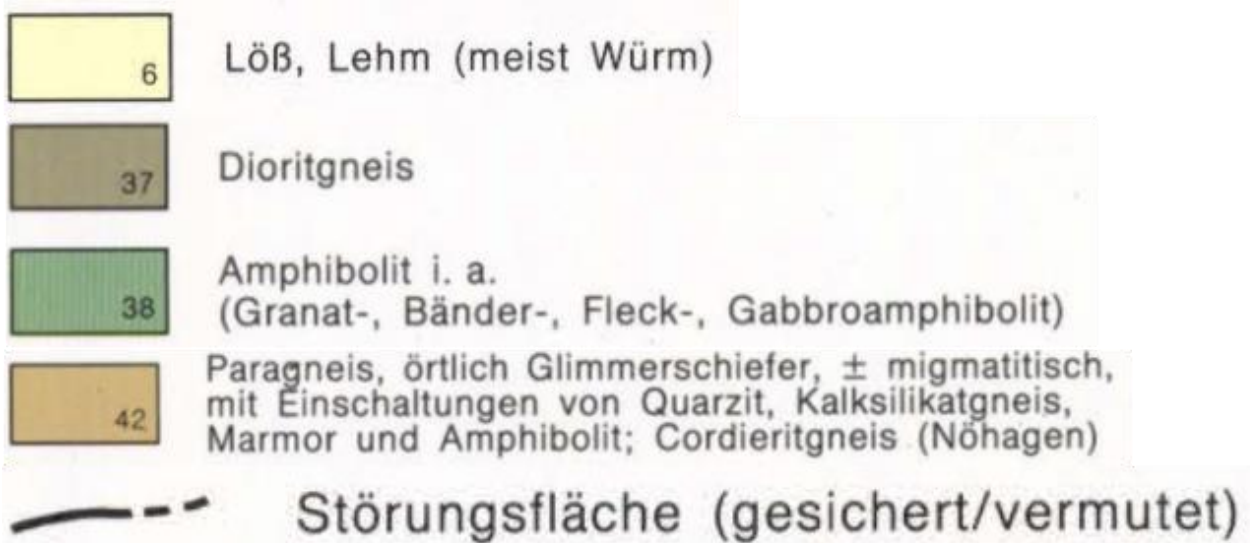 6 Löß, Lehm (meist Würm)
37 Dioritgneis
38 Amphibolit i. a.
(Granat-, Bänder-, Fleck-, Gabbroamphibolit)
42 Paragneis, örtlich Glimmerschiefer, ± migmatitisch,
mit Einschaltungen von Quarzit, Kalksilikatgneis,
Marmor und Amphibolit; Cordieritgneis (Nöhagen)
Störungsfläche (gesichert/vermutet)